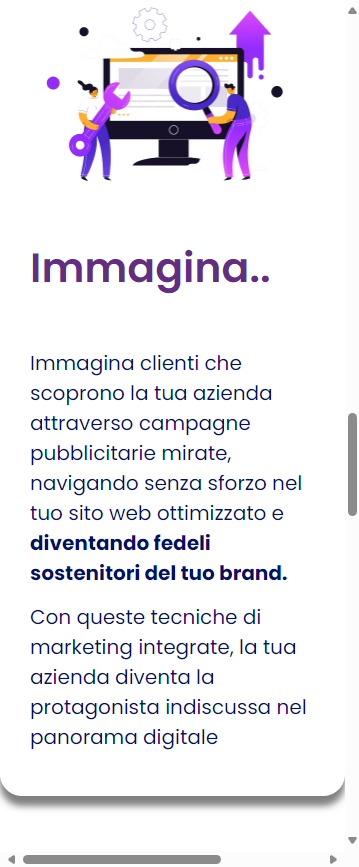 Immagina..
Immagina clienti che
scoprono la tua azienda
attraverso campagne
pubblicitarie mirate,
navigando senza sforzo nel
tuo sito web ottimizzato e
diventando fedeli
sostenitori del tuo brand.
Con queste tecniche di
marketing integrate, la tua
azienda diventa la
protagonista indiscussa nel
panorama digitale